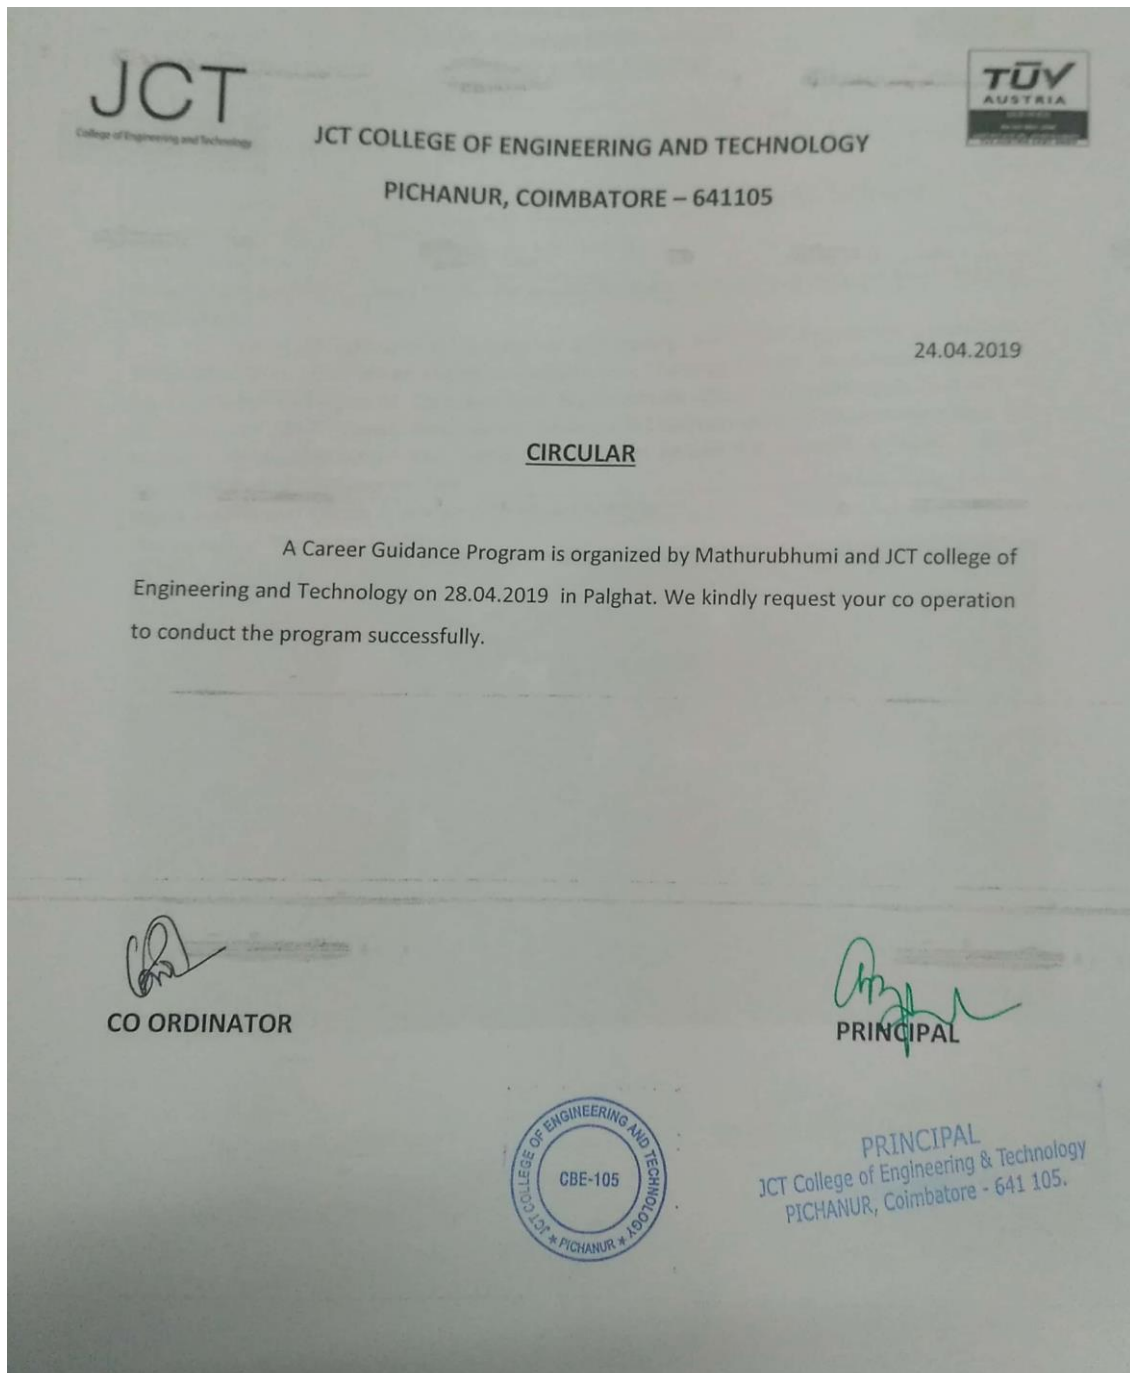 JCT
College of Engineering and Technology
TÜV
AUSTRIA
JCT COLLEGE OF ENGINEERING AND TECHNOLOGY
PICHANUR, COIMBATORE – 641105
24.04.2019
CIRCULAR
A Career Guidance Program is organized by Mathurubhumi and JCT college of
Engineering and Technology on 28.04.2019 in Palghat. We kindly request your co operation
to conduct the program successfully.
CO ORDINATOR
PRINCIPAL
JCT COLLEGE OF ENGINEERING AND TECHNOLOGY
CBE-105
* PICHANUR *
PRINCIPAL
JCT College of Engineering & Technology
PICHANUR, Coimbatore - 641 105.